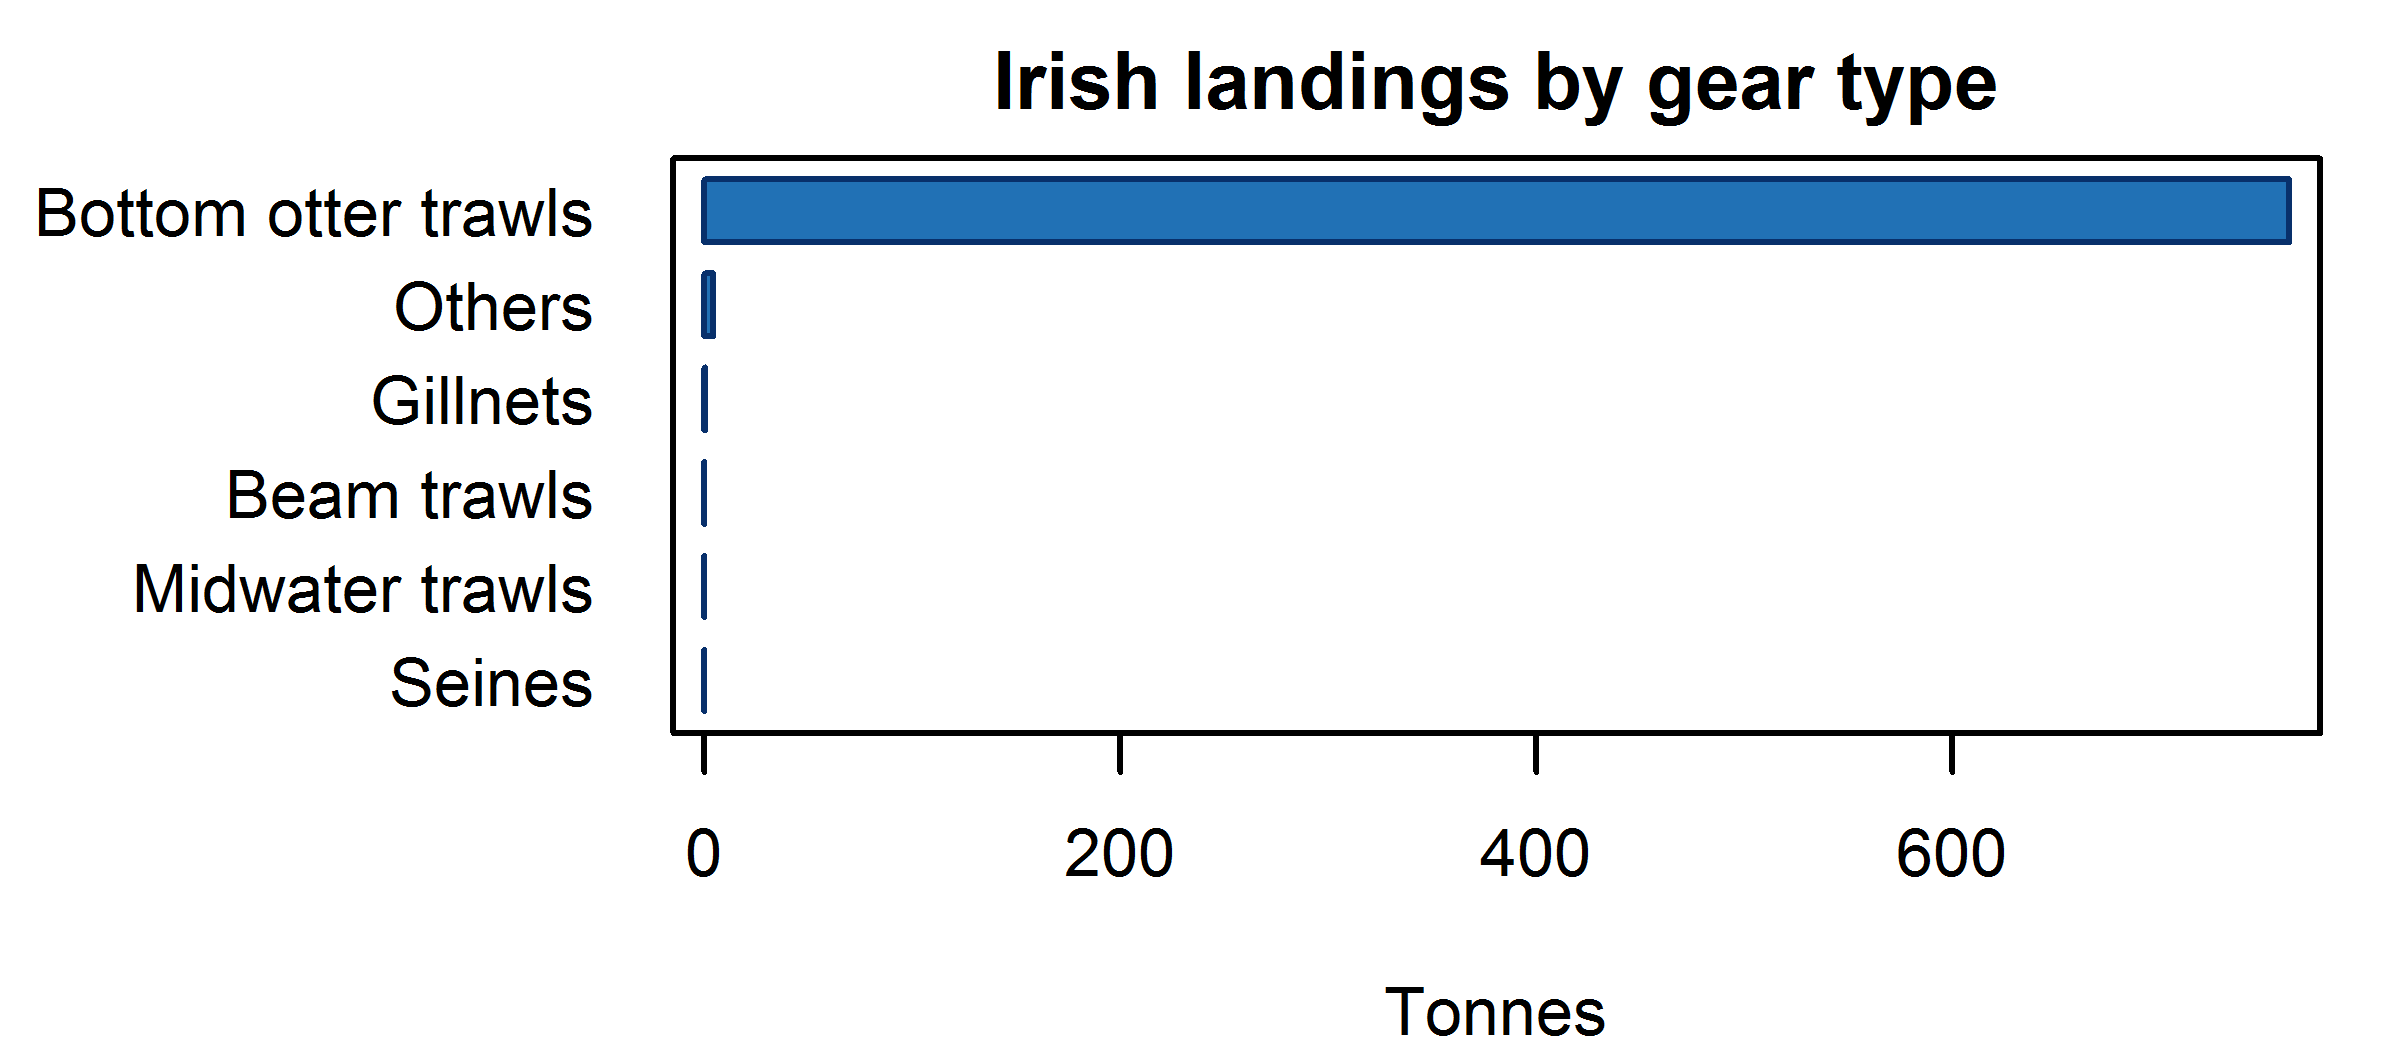 Irish landings by gear type
Bottom otter trawls
Others
Gillnets
Beam trawls
Midwater trawls
Seines
0 200 400 600
Tonnes